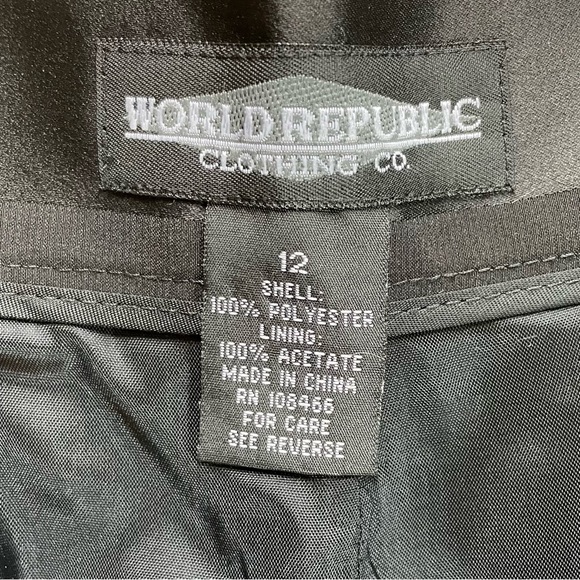 WORLD REPUBLIC
CLOTHING CO.
12
SHELL:
100% POLYESTER
LINING:
100% ACETATE
MADE IN CHINA
RN 108466
FOR CARE
SEE REVERSE